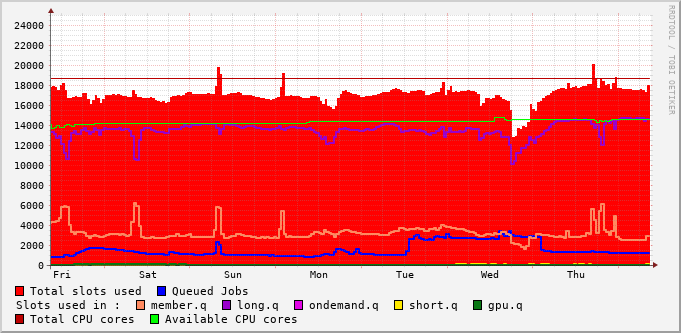 RRDTOOL / TOBI OETIKER
24000
22000
20000
18000
16000
14000
12000
10000
8000
6000
4000
2000
0
Fri Sat Sun Mon Tue Wed Thu
Total slots used Queued Jobs
Slots used in : member.q long.q ondemand.q short.q gpu.q
Total CPU cores Available CPU cores